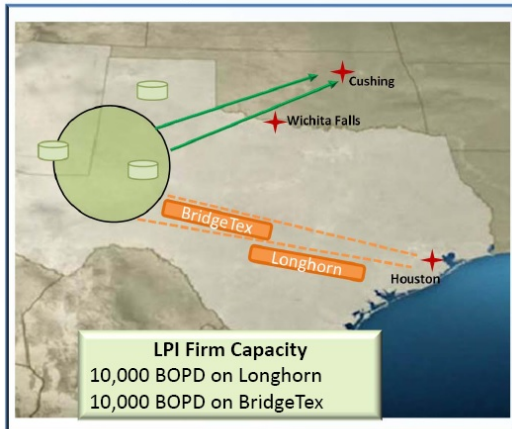 Cushing
Wichita Falls
BridgeTex
Longhorn
Houston
LPI Firm Capacity
10,000 BOPD on Longhorn
10,000 BOPD on BridgeTex